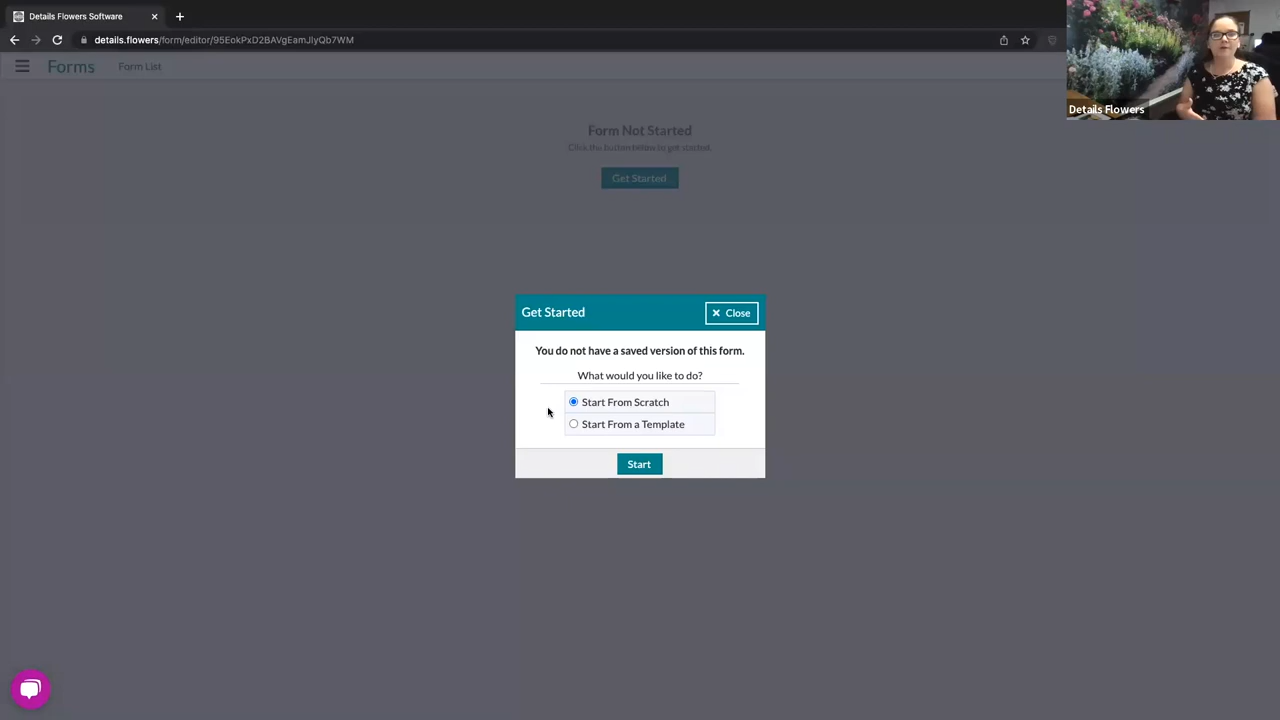 Details Flowers Software
details.flowers/form/editor/95EokPxD2BAVgEamJIyQb7WM
Details Flowers
Forms
Form List
Form Not Started
Click the button below to get started.
Get Started
Get Started
Close
You do not have a saved version of this form.
What would you like to do?
Start From Scratch
Start From a Template
Start